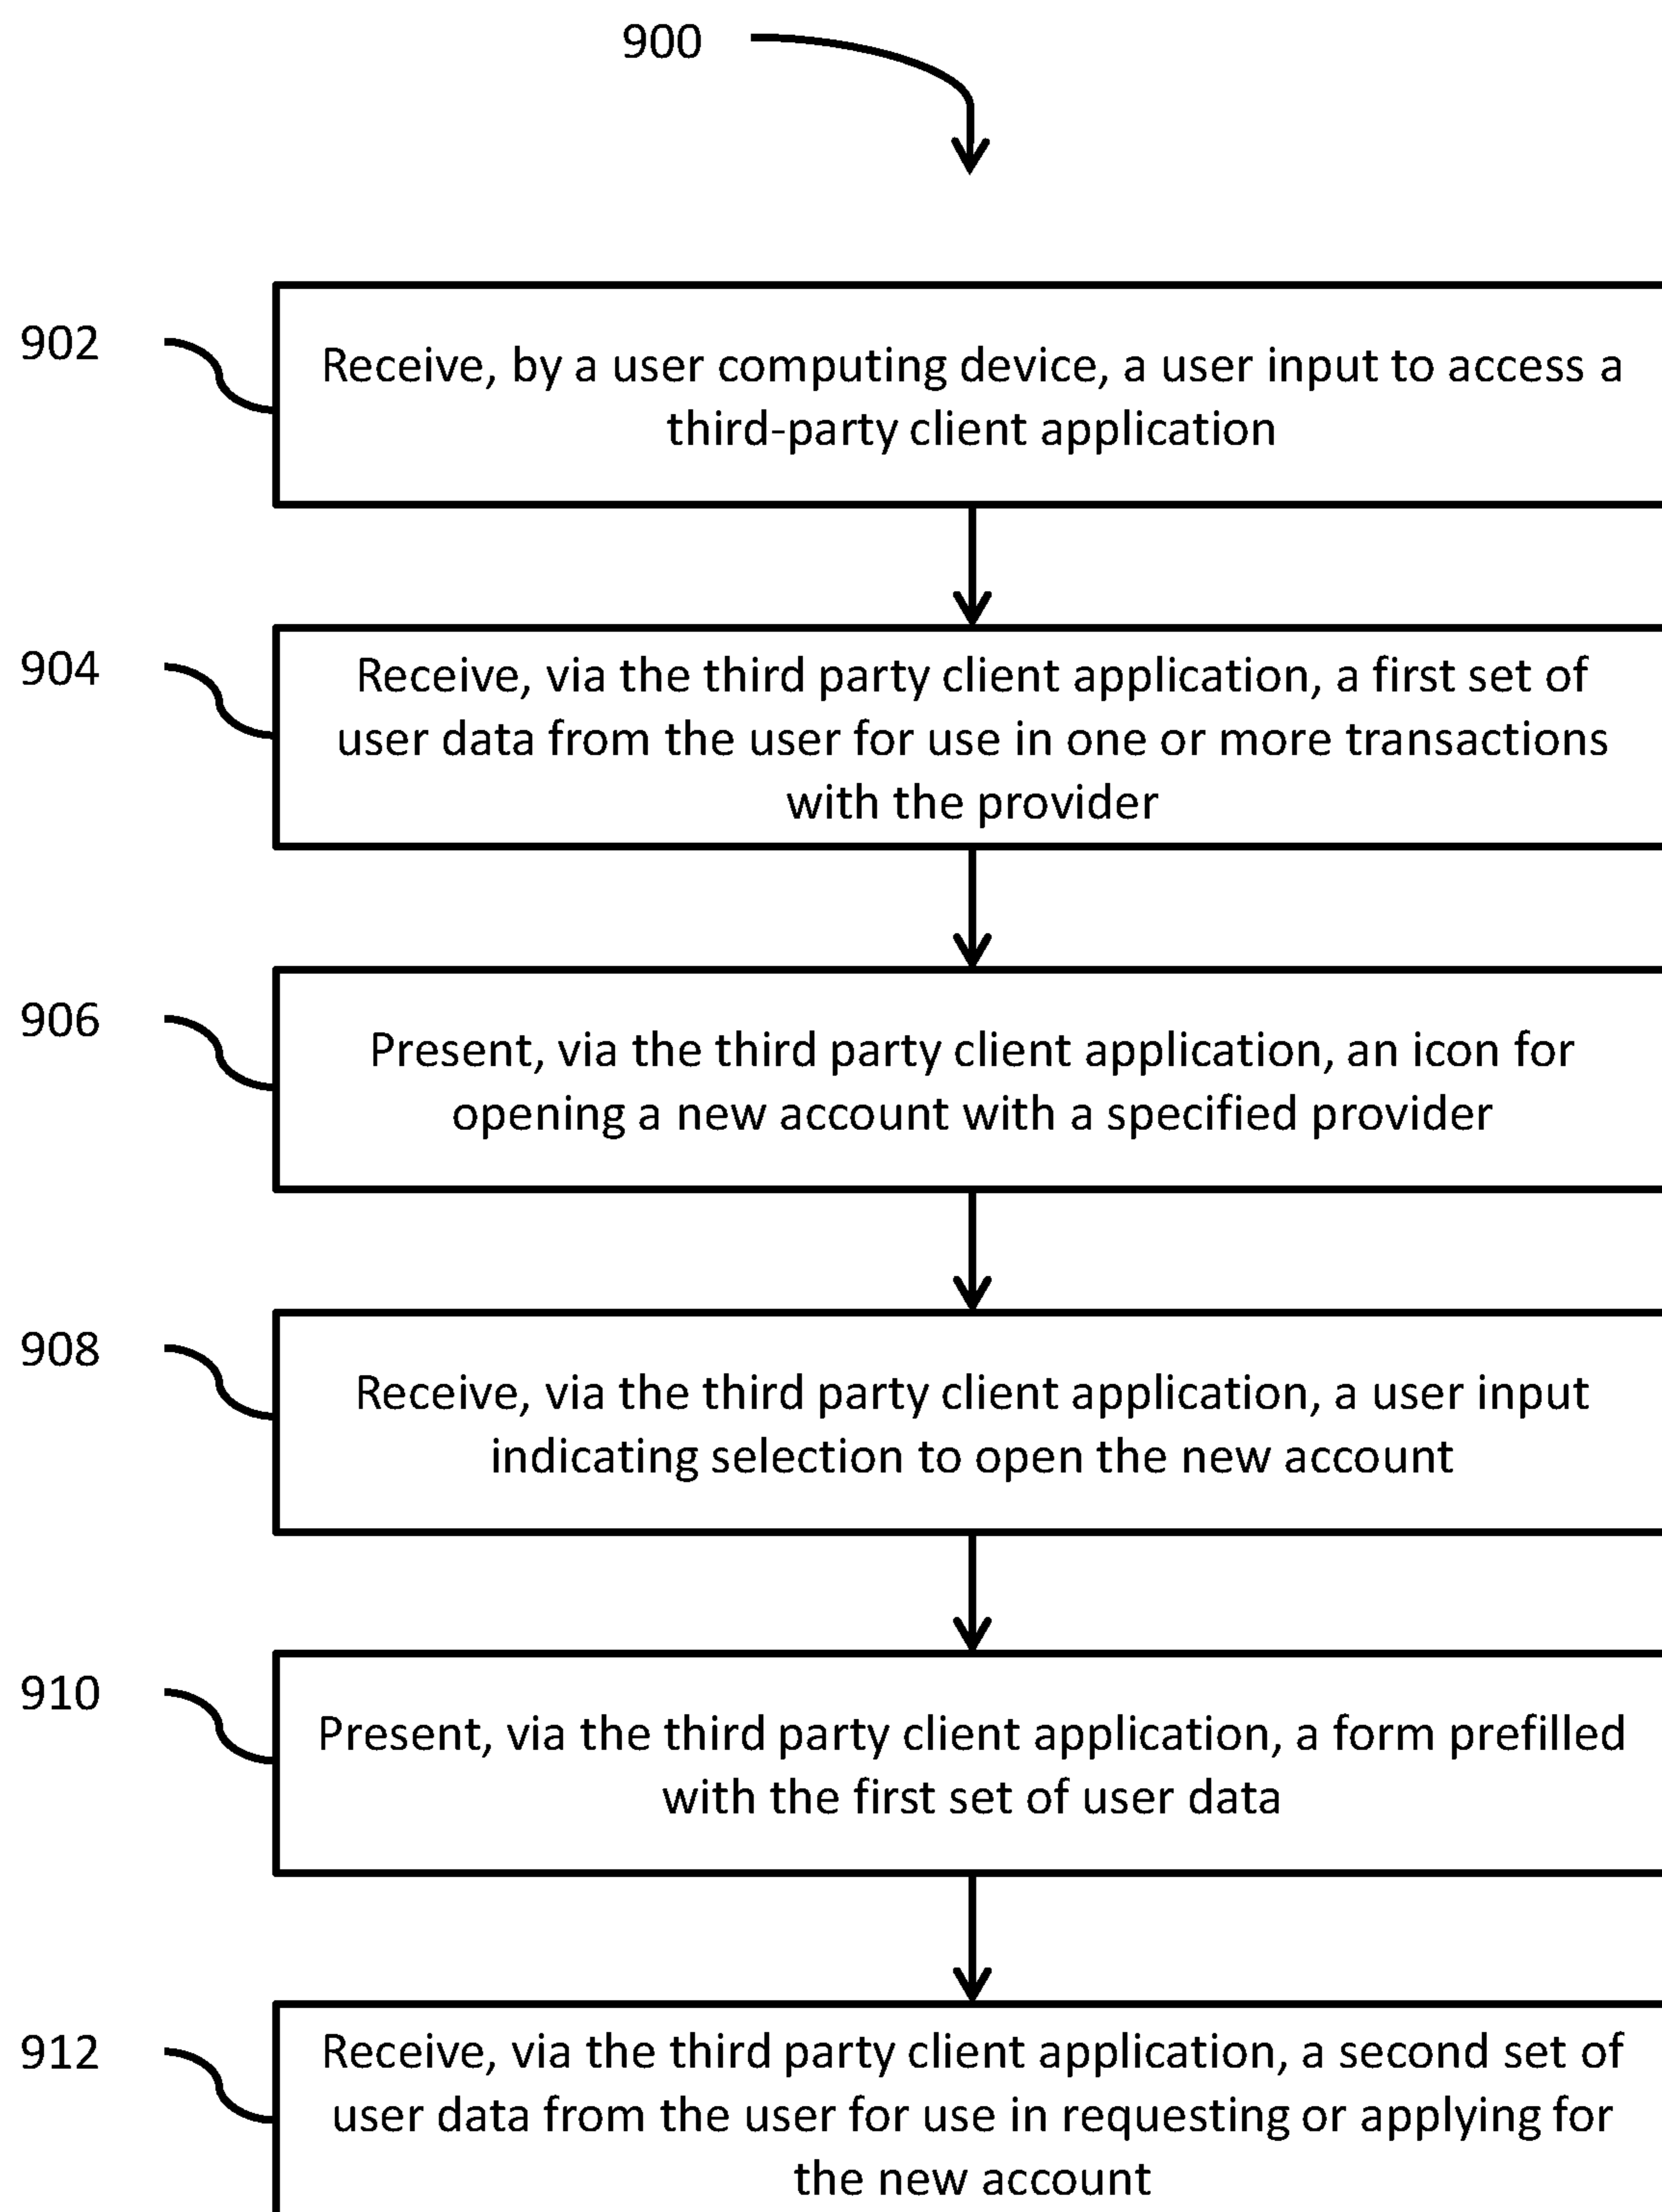 900
902
Receive, by a user computing device, a user input to access a
third-party client application
904
Receive, via the third party client application, a first set of
user data from the user for use in one or more transactions
with the provider
906
Present, via the third party client application, an icon for
opening a new account with a specified provider
908
Receive, via the third party client application, a user input
indicating selection to open the new account
910
Present, via the third party client application, a form prefilled
with the first set of user data
912
Receive, via the third party client application, a second set of
user data from the user for use in requesting or applying for
the new account